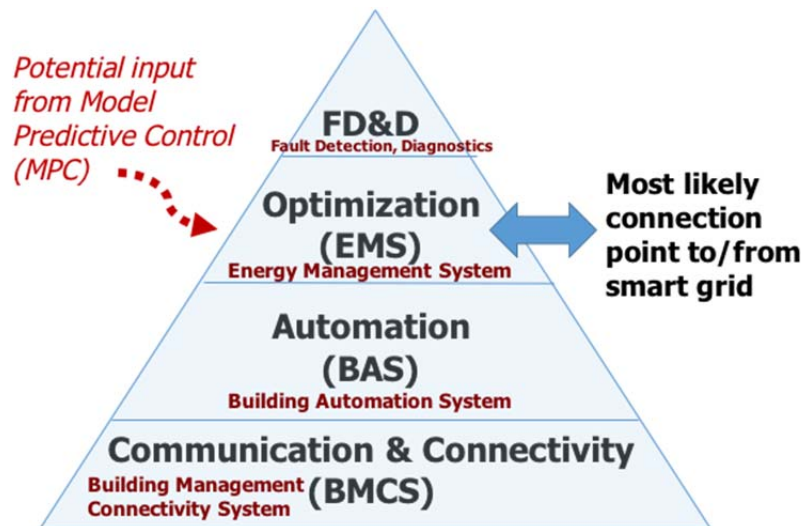 Potential input
from Model
Predictive Control
(MPC)
FD&D
Fault Detection, Diagnostics
Optimization
(EMS)
Energy Management System
Most likely
connection
point to/from
smart grid
Automation
(BAS)
Building Automation System
Communication & Connectivity
Building Management
Connectivity System
(BMCS)